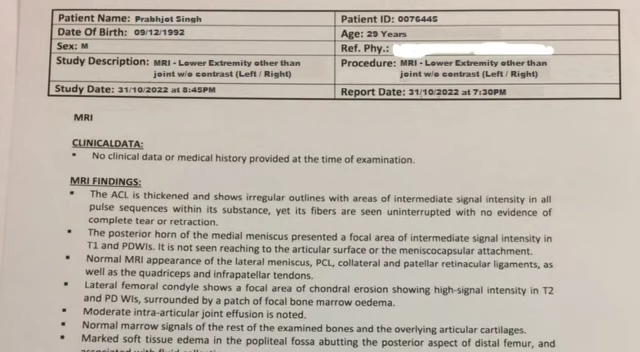 Patient Name: Prabhjot Singh
Patient ID: 0076445
Date Of Birth: 09/12/1992
Age: 29 Years
Sex: M
Ref. Phy.:
Study Description: MRI - Lower Extremity other than
joint w/o contrast (Left / Right)
Procedure: MRI - Lower Extremity other than
joint w/o contrast (Left / Right)
Study Date: 31/10/2022 at 8:45PM
Report Date: 31/10/2022 at 7:30PM
MRI
CLINICALDATA:
▪ No clinical data or medical history provided at the time of examination.
MRI FINDINGS:
▪ The ACL is thickened and shows irregular outlines with areas of intermediate signal intensity in all
pulse sequences within its substance, yet its fibers are seen uninterrupted with no evidence of
complete tear or retraction.
▪ The posterior horn of the medial meniscus presented a focal area of intermediate signal intensity in
T1 and PDWIs. It is not seen reaching to the articular surface or the meniscocapsular attachment.
▪ Normal MRI appearance of the lateral meniscus, PCL, collateral and patellar retinacular ligaments, as
well as the quadriceps and infrapatellar tendons.
▪ Lateral femoral condyle shows a focal area of chondral erosion showing high-signal intensity in T2
and PD WIs, surrounded by a patch of focal bone marrow oedema.
▪ Moderate intra-articular joint effusion is noted.
▪ Normal marrow signals of the rest of the examined bones and the overlying articular cartilages.
▪ Marked soft tissue edema in the popliteal fossa abutting the posterior aspect of distal femur, and